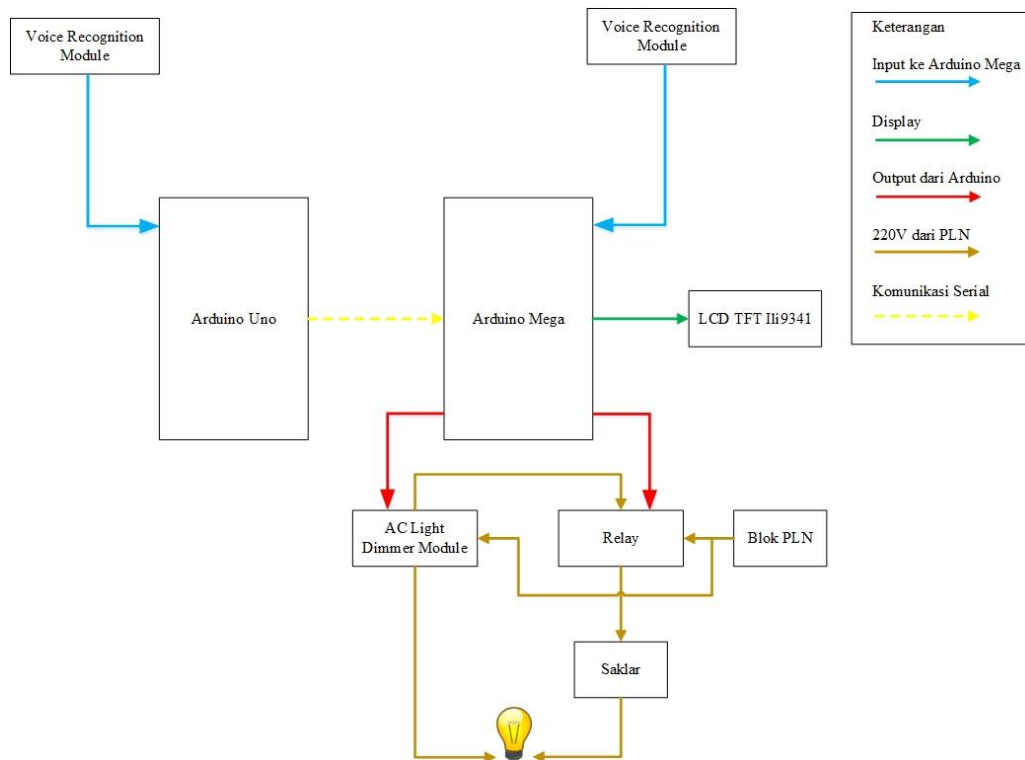 Voice Recognition
Module
Voice Recognition
Module
Keterangan
Input ke Arduino Mega
Display
Output dari Arduino
220V dari PLN
Komunikasi Serial
Arduino Uno
Arduino Mega
LCD TFT Ili9341
AC Light
Dimmer Module
Relay
Blok PLN
Saklar